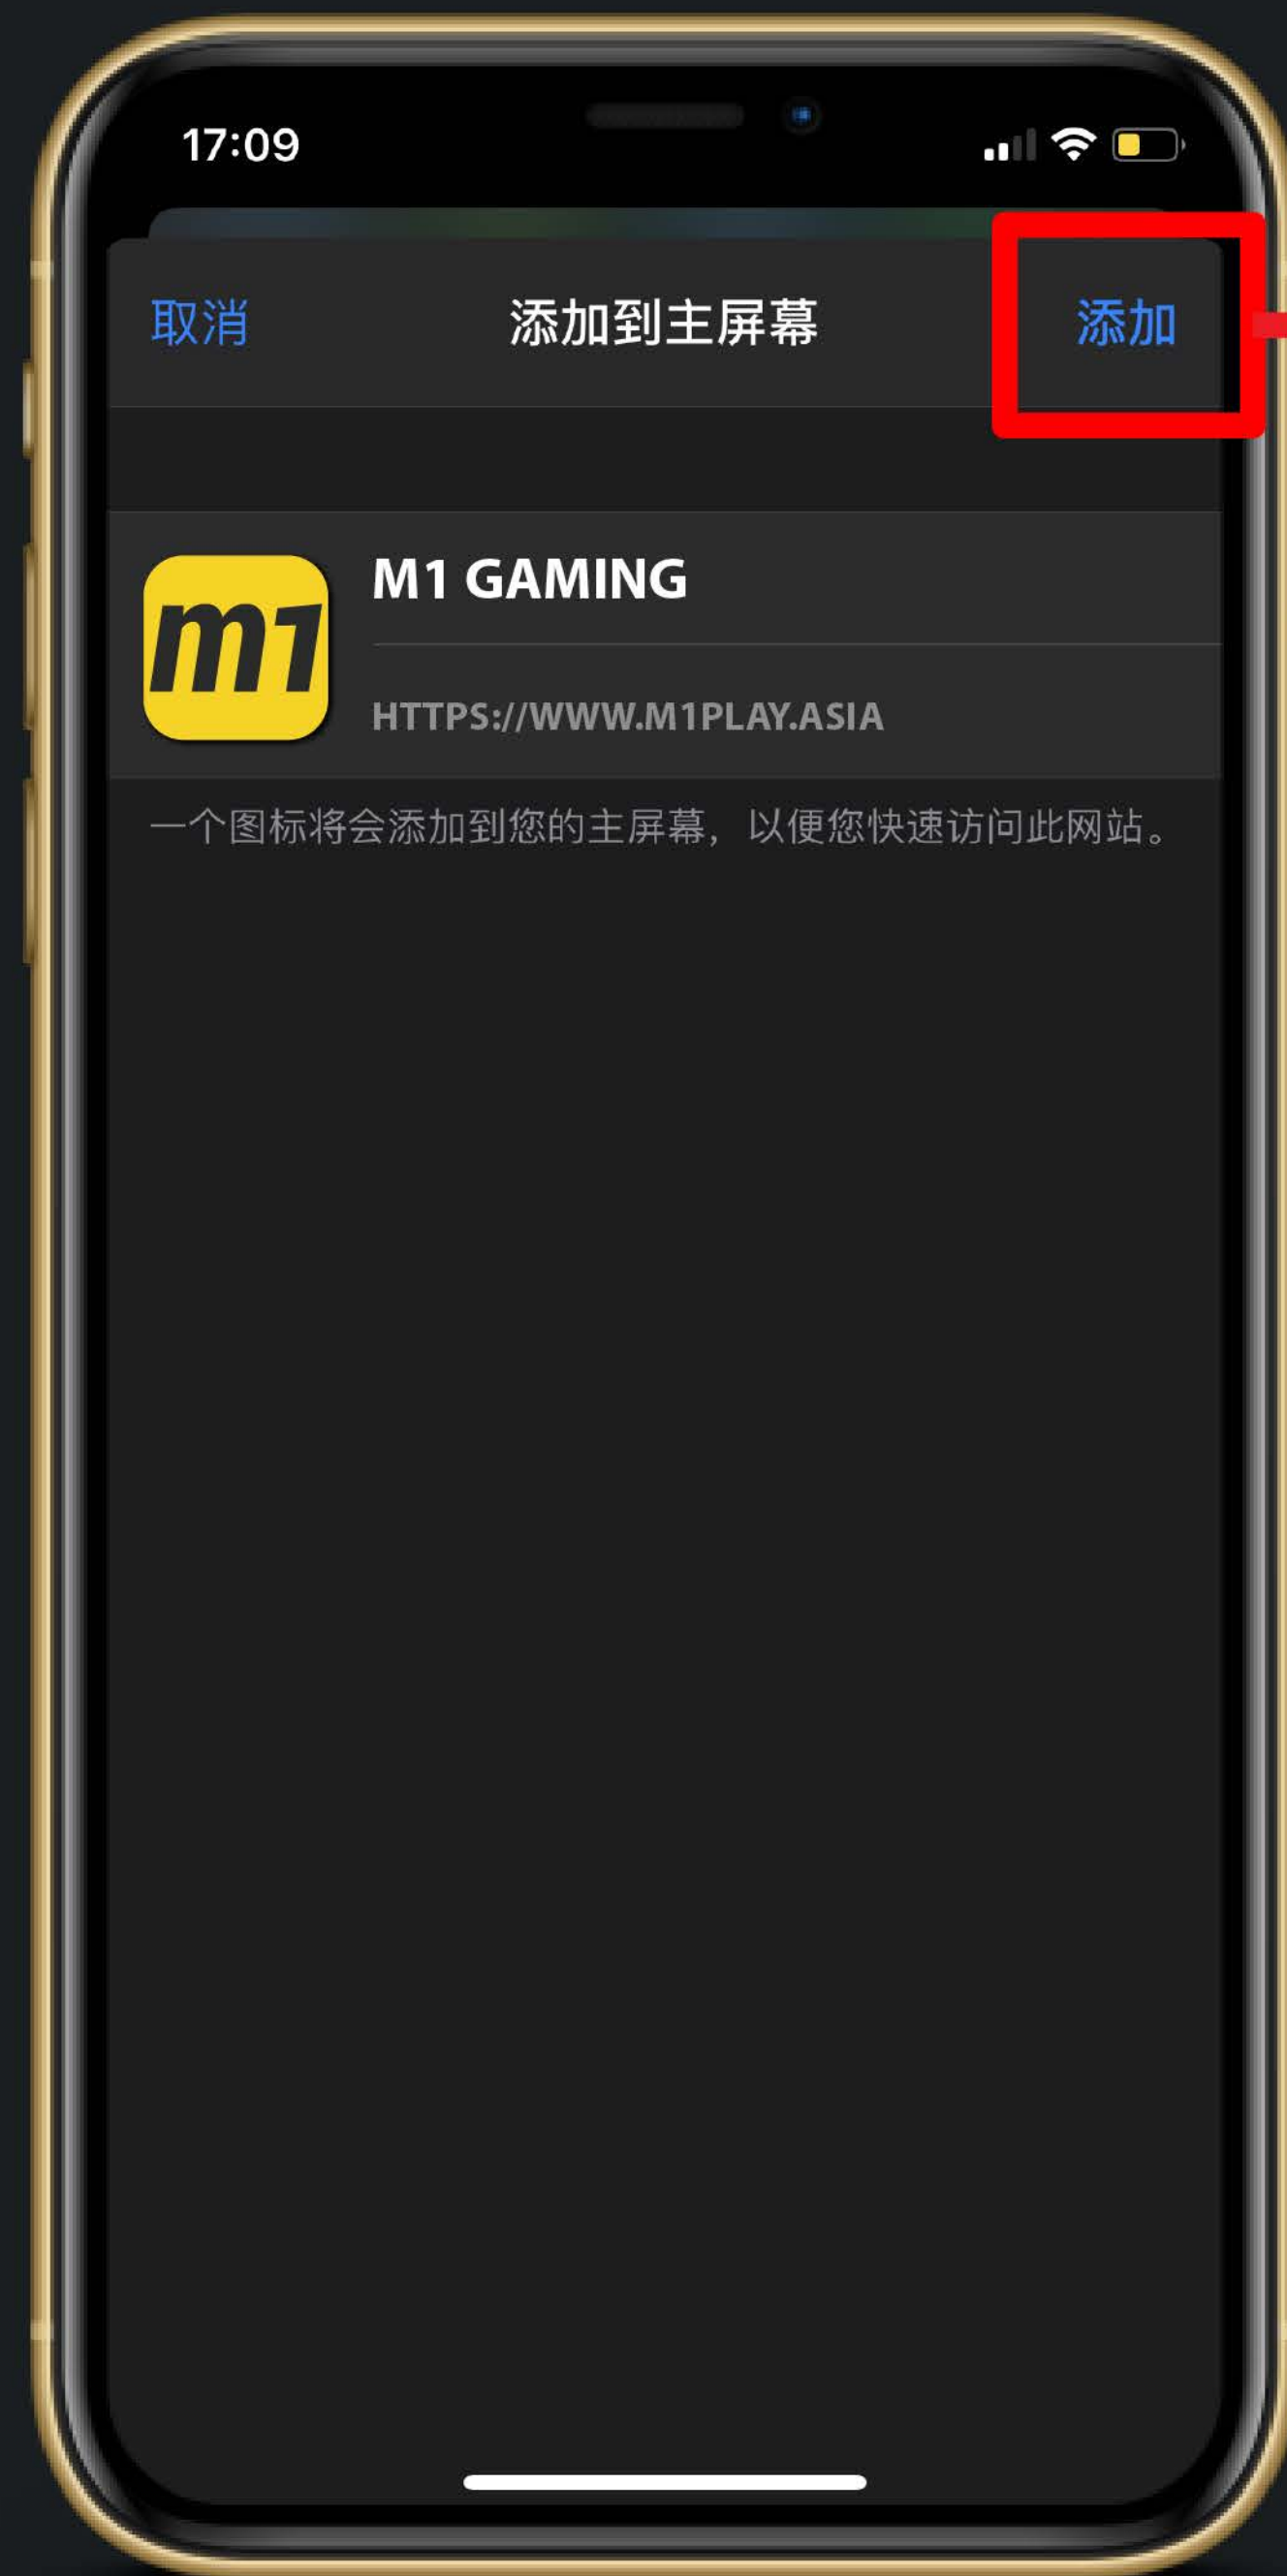 17:09
取消 添加到主屏幕 添加
m1
M1 GAMING
HTTPS://WWW.M1PLAY.ASIA
一个图标将会添加到您的主屏幕，以便您快速访问此网站。